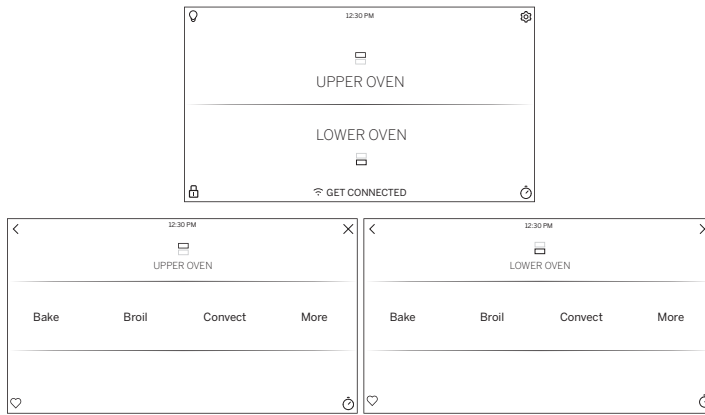 12:30 PM
UPPER OVEN
LOWER OVEN
GET CONNECTED
12:30 PM
UPPER OVEN
Bake Broil Convect More
12:30 PM
LOWER OVEN
Bake Broil Convect More